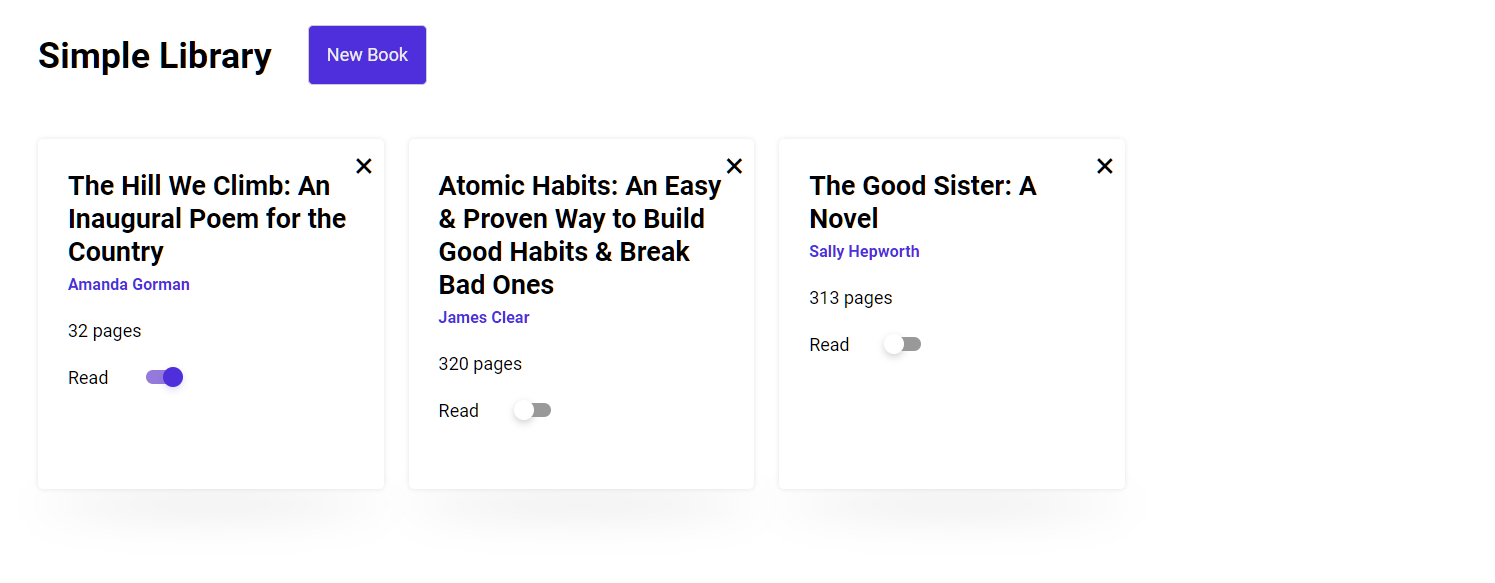 Simple Library
New Book
The Hill We Climb: An
Inaugural Poem for the
Country
Amanda Gorman
32 pages
Read
Atomic Habits: An Easy
& Proven Way to Build
Good Habits & Break
Bad Ones
James Clear
320 pages
Read
The Good Sister: A
Novel
Sally Hepworth
313 pages
Read